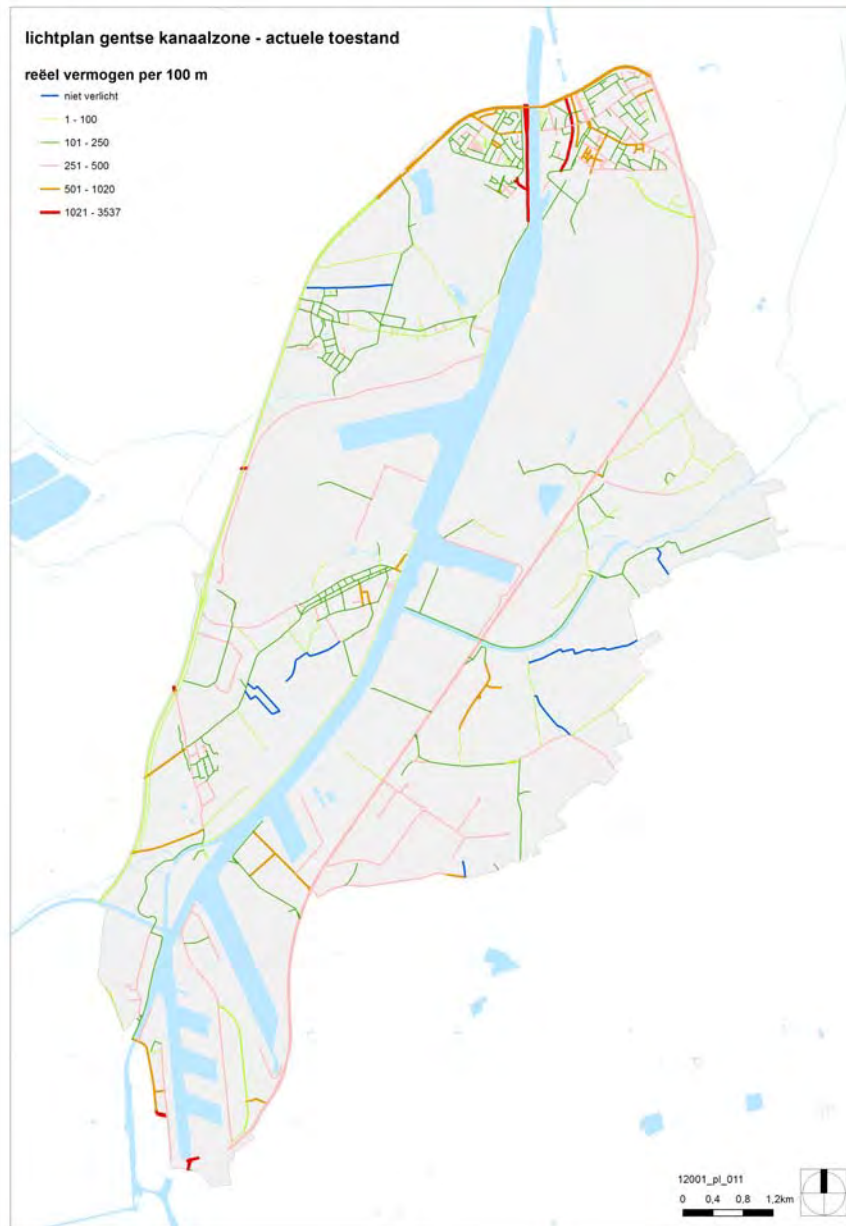 lichtplan gentse kanaalzone - actuele toestand
reëel vermogen per 100 m
niet verlicht
1 - 100
101 - 250
251 - 500
501 - 1020
1021 - 3537
12001_pl_011
0 0,4 0,8 1,2km